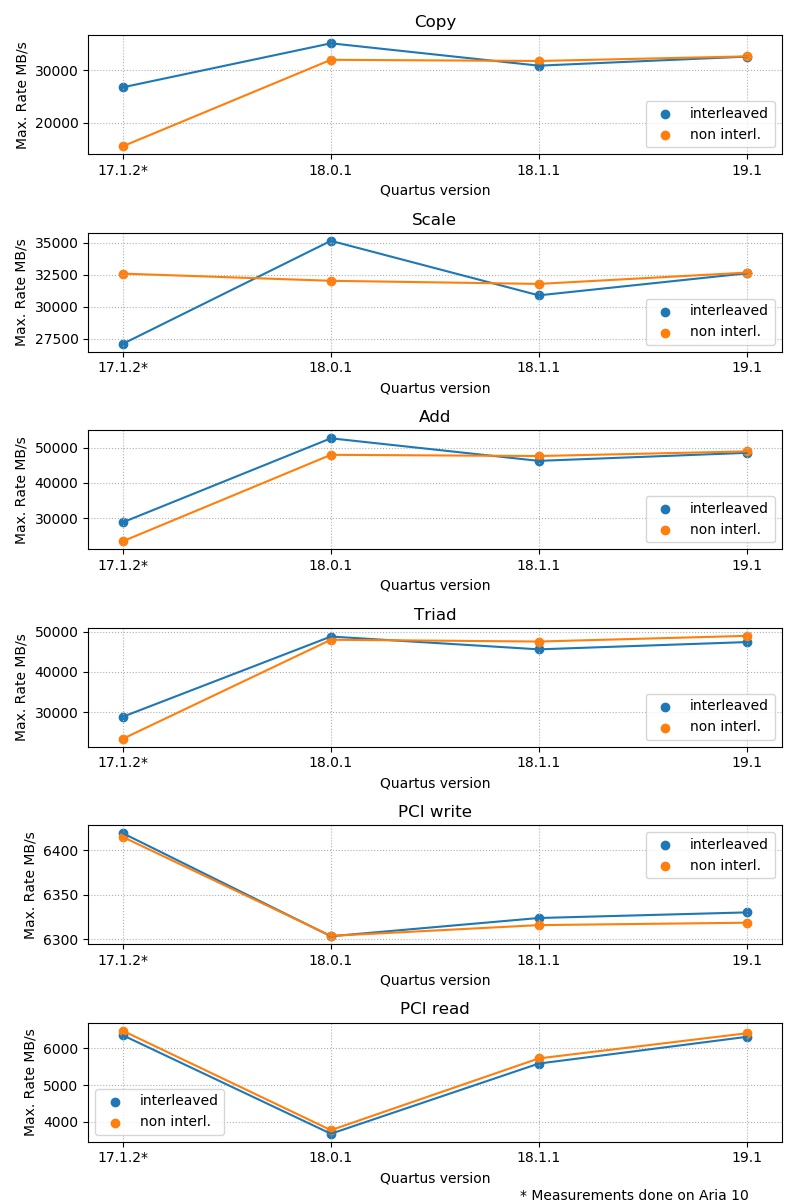 Copy
Max. Rate MB/s
30000
20000
interleaved
non interl.
17.1.2* 18.0.1 18.1.1 19.1
Quartus version
Scale
Max. Rate MB/s
35000
32500
30000
27500
interleaved
non interl.
17.1.2* 18.0.1 18.1.1 19.1
Quartus version
Add
Max. Rate MB/s
50000
40000
30000
interleaved
non interl.
17.1.2* 18.0.1 18.1.1 19.1
Quartus version
Triad
Max. Rate MB/s
50000
40000
30000
interleaved
non interl.
17.1.2* 18.0.1 18.1.1 19.1
Quartus version
PCI write
Max. Rate MB/s
6400
6350
6300
interleaved
non interl.
17.1.2* 18.0.1 18.1.1 19.1
Quartus version
PCI read
Max. Rate MB/s
6000
5000
4000
interleaved
non interl.
17.1.2* 18.0.1 18.1.1 19.1
Quartus version
* Measurements done on Aria 10